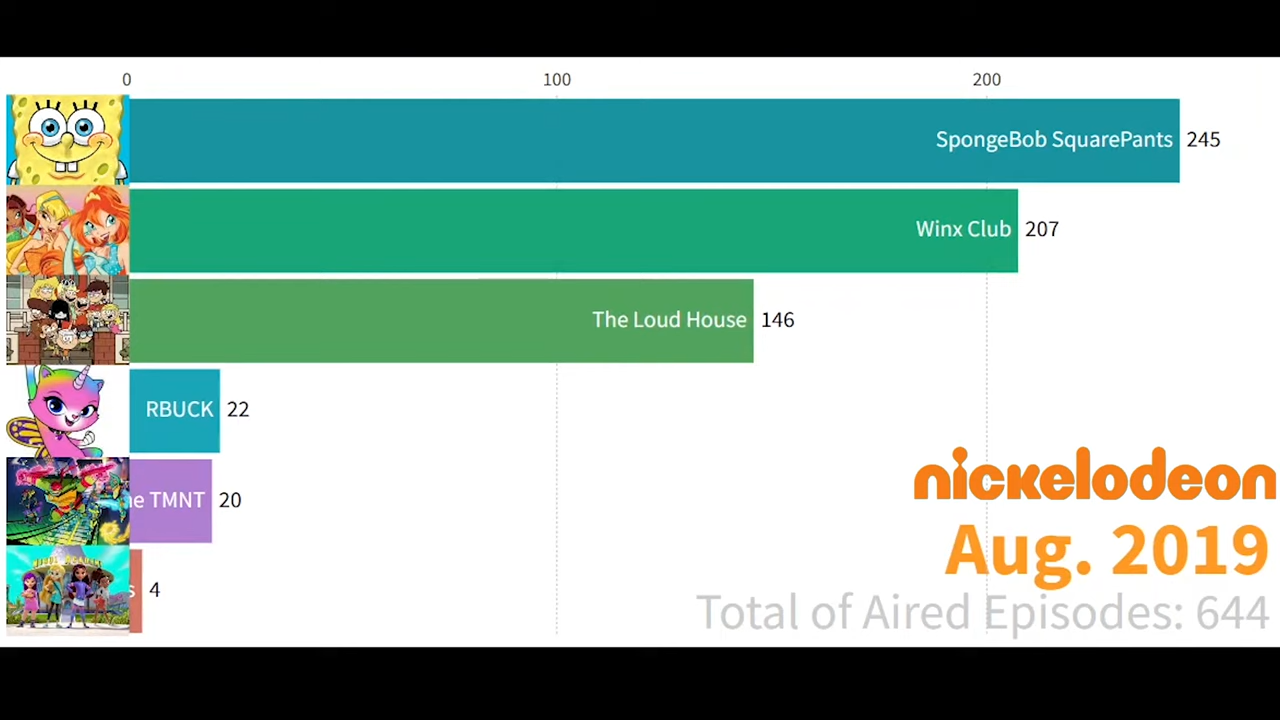 0 100 200
SpongeBob SquarePants 245
Winx Club 207
The Loud House 146
RBUCK 22
TMNT 20
4
nickelodeon
Aug. 2019
Total of Aired Episodes: 644